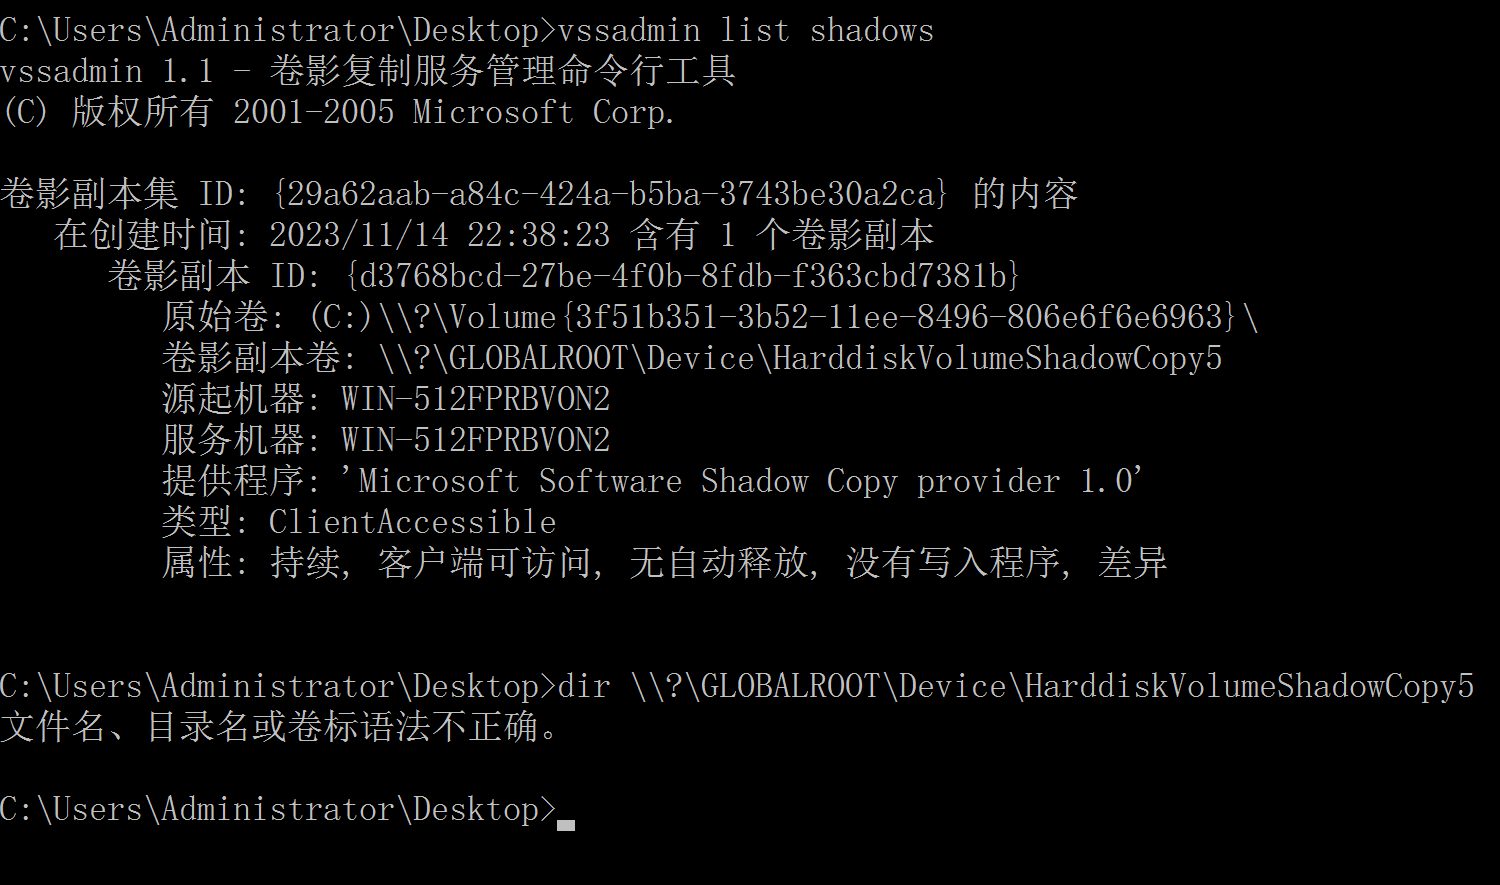 C:\Users\Administrator\Desktop>vssadmin list shadows
vssadmin 1.1 - 卷影复制服务管理命令行工具
(C) 版权所有 2001-2005 Microsoft Corp.
卷影副本集 ID: {29a62aab-a84c-424a-b5ba-3743be30a2ca} 的内容
在创建时间: 2023/11/14 22:38:23 含有 1 个卷影副本
卷影副本 ID: {d3768bcd-27be-4f0b-8fdb-f363cbd7381b}
原始卷: (C:)\\?\Volume{3f51b351-3b52-11ee-8496-806e6f6e6963}\
卷影副本卷: \\?\GLOBALROOT\Device\HarddiskVolumeShadowCopy5
源起机器: WIN-512FPRBVON2
服务机器: WIN-512FPRBVON2
提供程序: 'Microsoft Software Shadow Copy provider 1.0'
类型: ClientAccessible
属性: 持续, 客户端可访问, 无自动释放, 没有写入程序, 差异
C:\Users\Administrator\Desktop>dir \\?\GLOBALROOT\Device\HarddiskVolumeShadowCopy5
文件名、目录名或卷标语法不正确。
C:\Users\Administrator\Desktop>